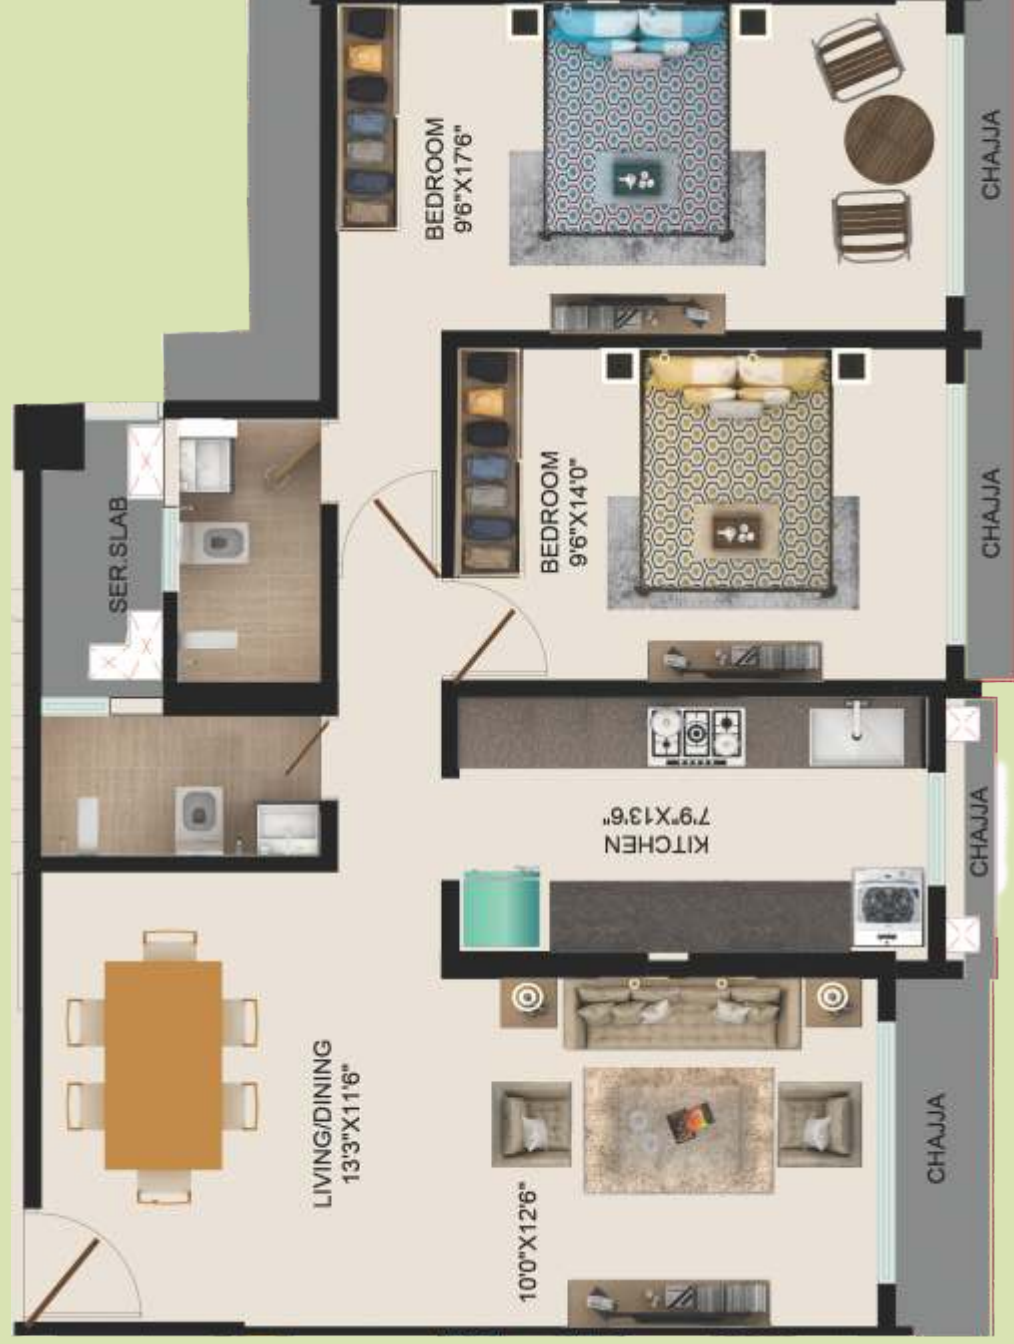 BEDROOM
9'6"X17'6"
CHAJJA
BEDROOM
9'6"X14'0"
CHAJJA
SER.SLAB
KITCHEN
7'9"X13'6"
CHAJJA
LIVING/DINING
13'3"X11'6"
10'0"X12'6"
CHAJJA